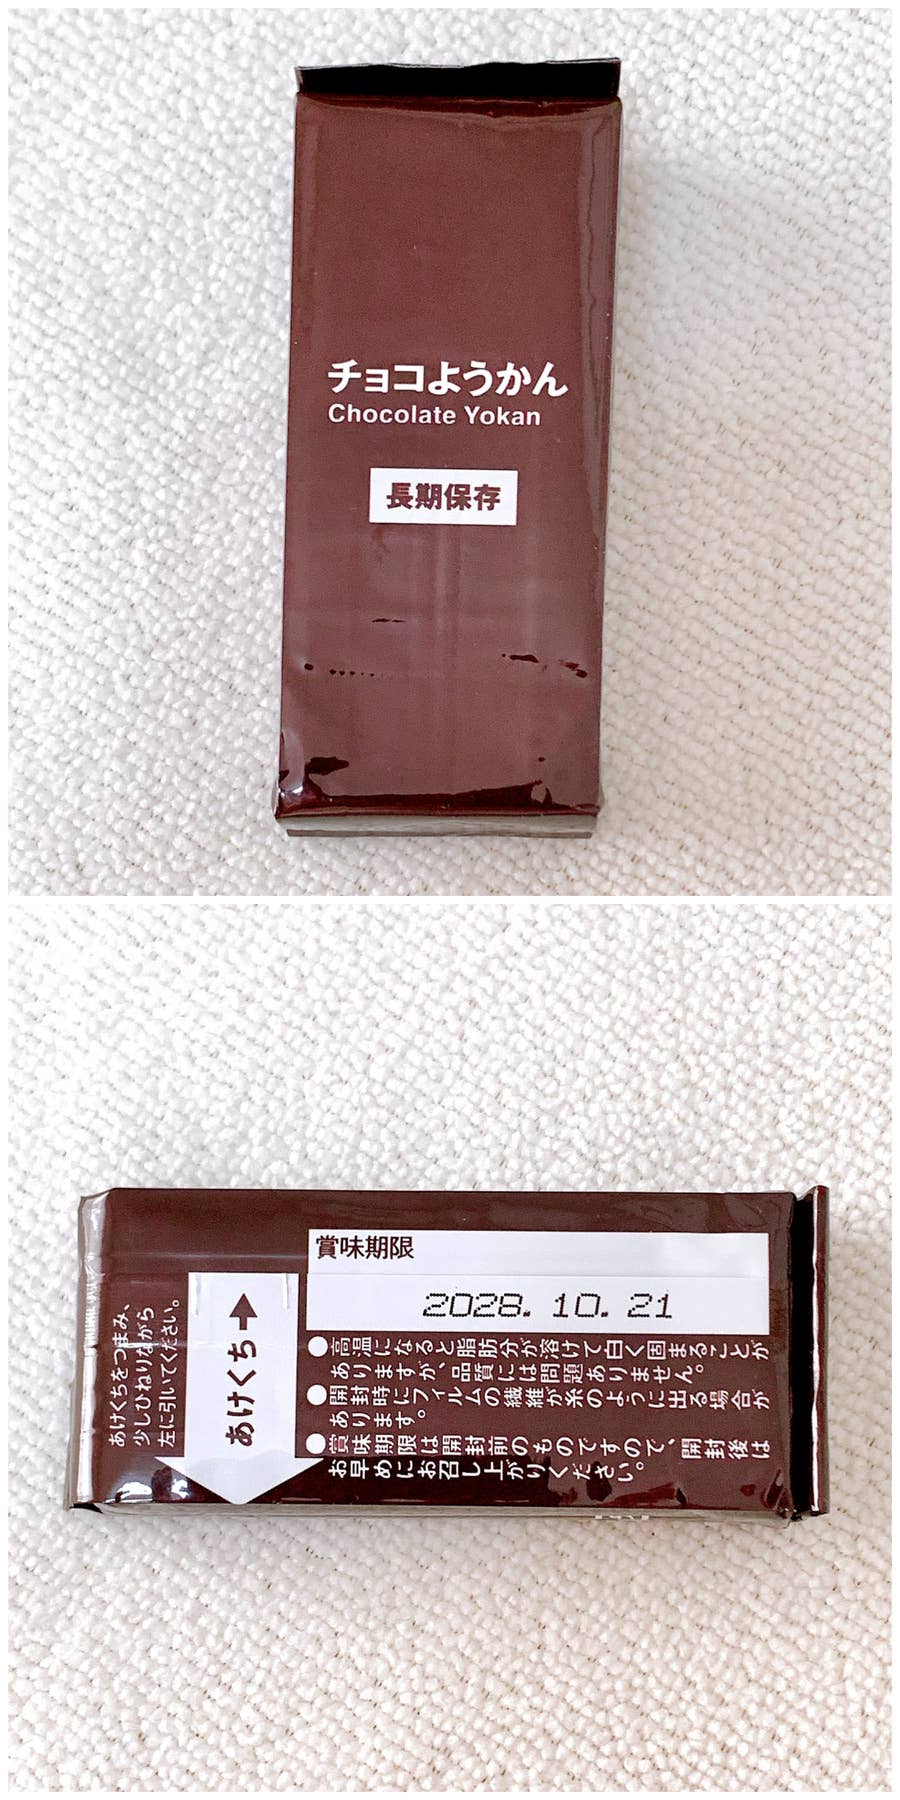 チョコようかん
Chocolate Yokan
長期保存
賞味期限
2028. 10. 21
あけくちをつまみ、
少しひねりながら
左に引いてください。
あけくち
●高温になると脂肪分が溶けて白く固まることが
ありますが、品質には問題ありません。
●開封時にフィルムの繊維が糸のように出る場合が
あります。
●賞味期限は開封前のものですので、開封後は
お早めにお召し上がりください。